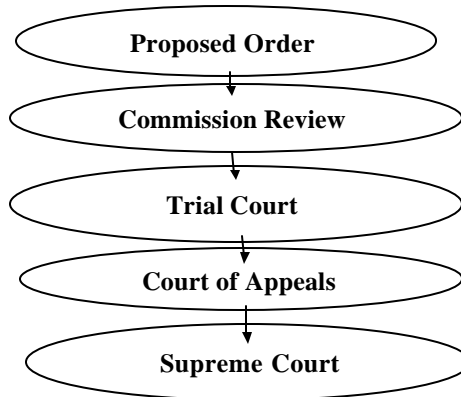 Proposed Order
Commission Review
Trial Court
Court of Appeals
Supreme Court